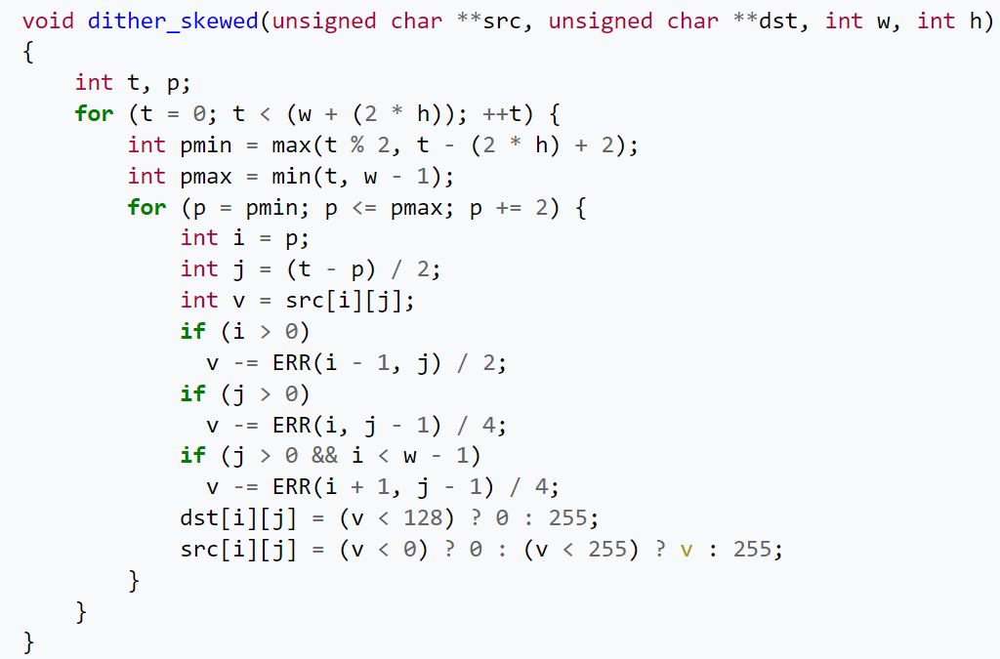 void dither_skewed(unsigned char **src, unsigned char **dst, int w, int h)
{
    int t, p;
    for (t = 0; t < (w + (2 * h)); ++t) {
        int pmin = max(t % 2, t - (2 * h) + 2);
        int pmax = min(t, w - 1);
        for (p = pmin; p <= pmax; p += 2) {
            int i = p;
            int j = (t - p) / 2;
            int v = src[i][j];
            if (i > 0)
              v -= ERR(i - 1, j) / 2;
            if (j > 0)
              v -= ERR(i, j - 1) / 4;
            if (j > 0 && i < w - 1)
              v -= ERR(i + 1, j - 1) / 4;
            dst[i][j] = (v < 128) ? 0 : 255;
            src[i][j] = (v < 0) ? 0 : (v < 255) ? v : 255;
        }
    }
}